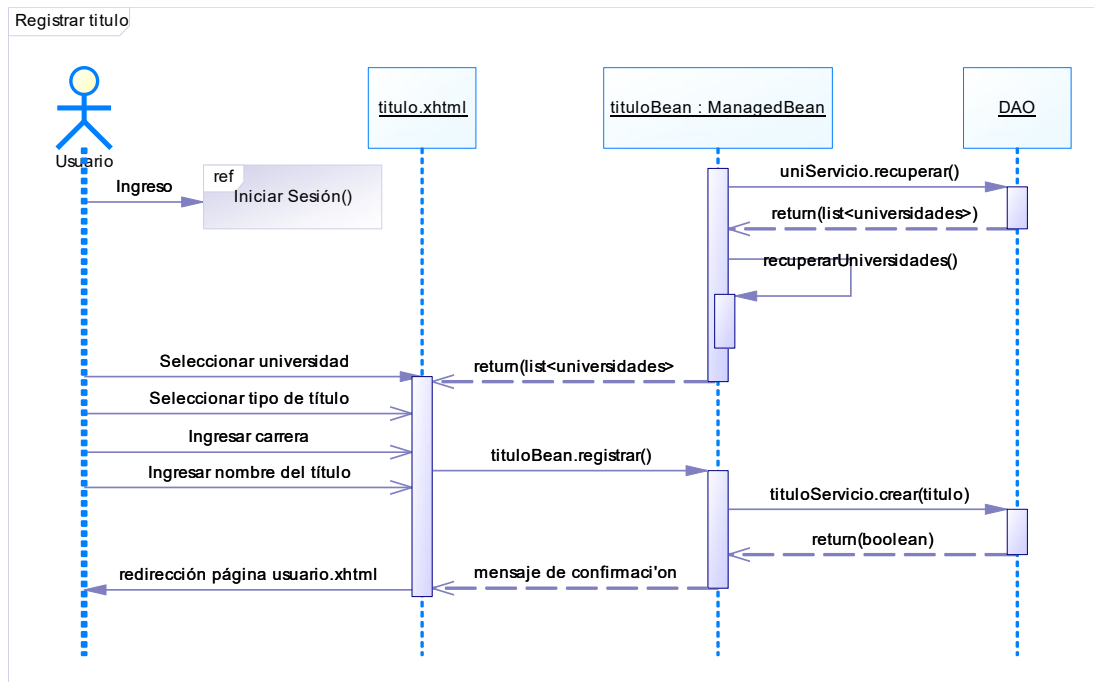 Registrar titulo
titulo.xhtml
tituloBean : ManagedBean
DAO
Usuario
ref
Iniciar Sesión()
Ingreso
uniServicio.recuperar()
return(list<universidades>)
recuperarUniversidades()
Seleccionar universidad
return(list<universidades>
Seleccionar tipo de título
Ingresar carrera
tituloBean.registrar()
Ingresar nombre del título
tituloServicio.crear(titulo)
return(boolean)
redirección página usuario.xhtml
mensaje de confirmaci'on